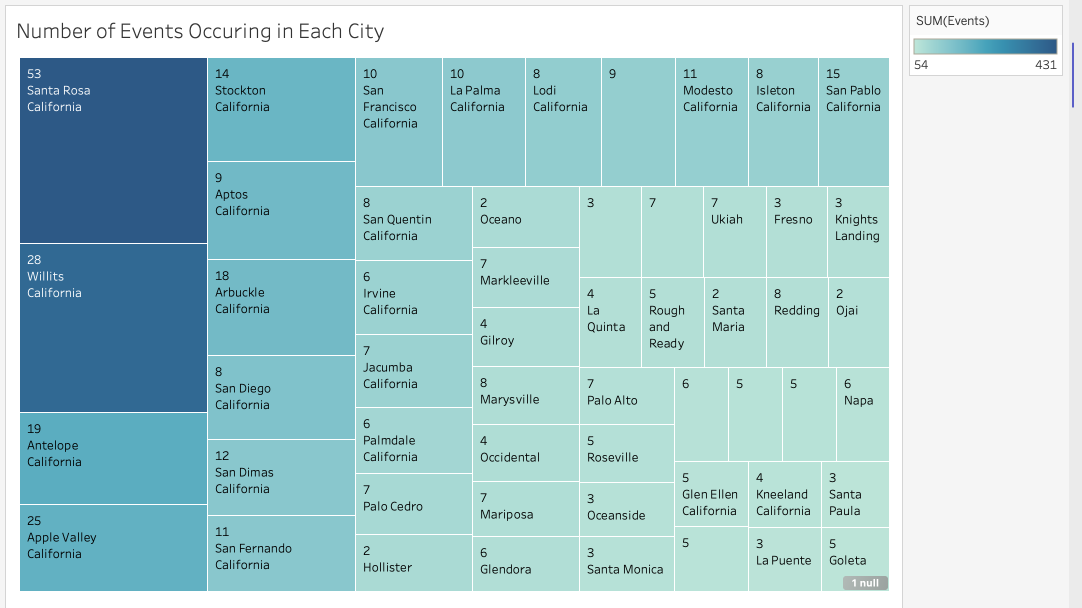 Number of Events Occuring in Each City
SUM(Events)
54 431
53
Santa Rosa
California
28
Willits
California
19
Antelope
California
25
Apple Valley
California
14
Stockton
California
9
Aptos
California
18
Arbuckle
California
8
San Diego
California
12
San Dimas
California
11
San Fernando
California
10
San
Francisco
California
10
La Palma
California
8
Lodi
California
9
11
Modesto
California
8
Isleton
California
15
San Pablo
California
8
San Quentin
California
6
Irvine
California
7
Jacumba
California
6
Palmdale
California
7
Palo Cedro
2
Hollister
2
Oceano
7
Markleeville
4
Gilroy
8
Marysville
4
Occidental
7
Mariposa
6
Glendora
3
7
7
Ukiah
3
Fresno
3
Knights
Landing
4
La
Quinta
5
Rough
and
Ready
2
Santa
Maria
8
Redding
2
Ojai
7
Palo Alto
5
Roseville
3
Oceanside
3
Santa Monica
6
5
5
6
Napa
5
Glen Ellen
California
4
Kneeland
California
3
Santa
Paula
5
3
La Puente
5
Goleta
1 null